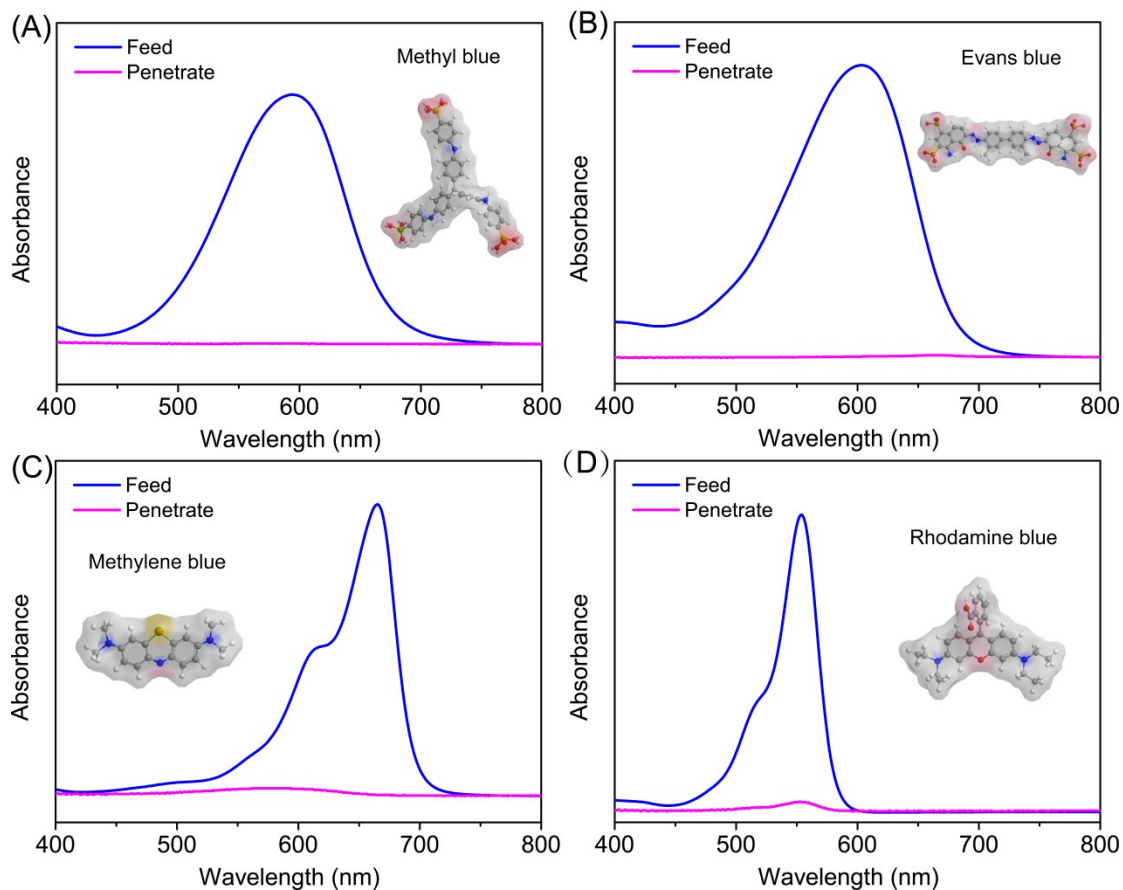 (A)
Feed
Penetrate
Methyl blue
Absorbance
400 500 600 700 800
Wavelength (nm)
(B)
Feed
Penetrate
Evans blue
Absorbance
400 500 600 700 800
Wavelength (nm)
(C)
Feed
Penetrate
Methylene blue
Absorbance
400 500 600 700 800
Wavelength (nm)
(D)
Feed
Penetrate
Rhodamine blue
Absorbance
400 500 600 700 800
Wavelength (nm)